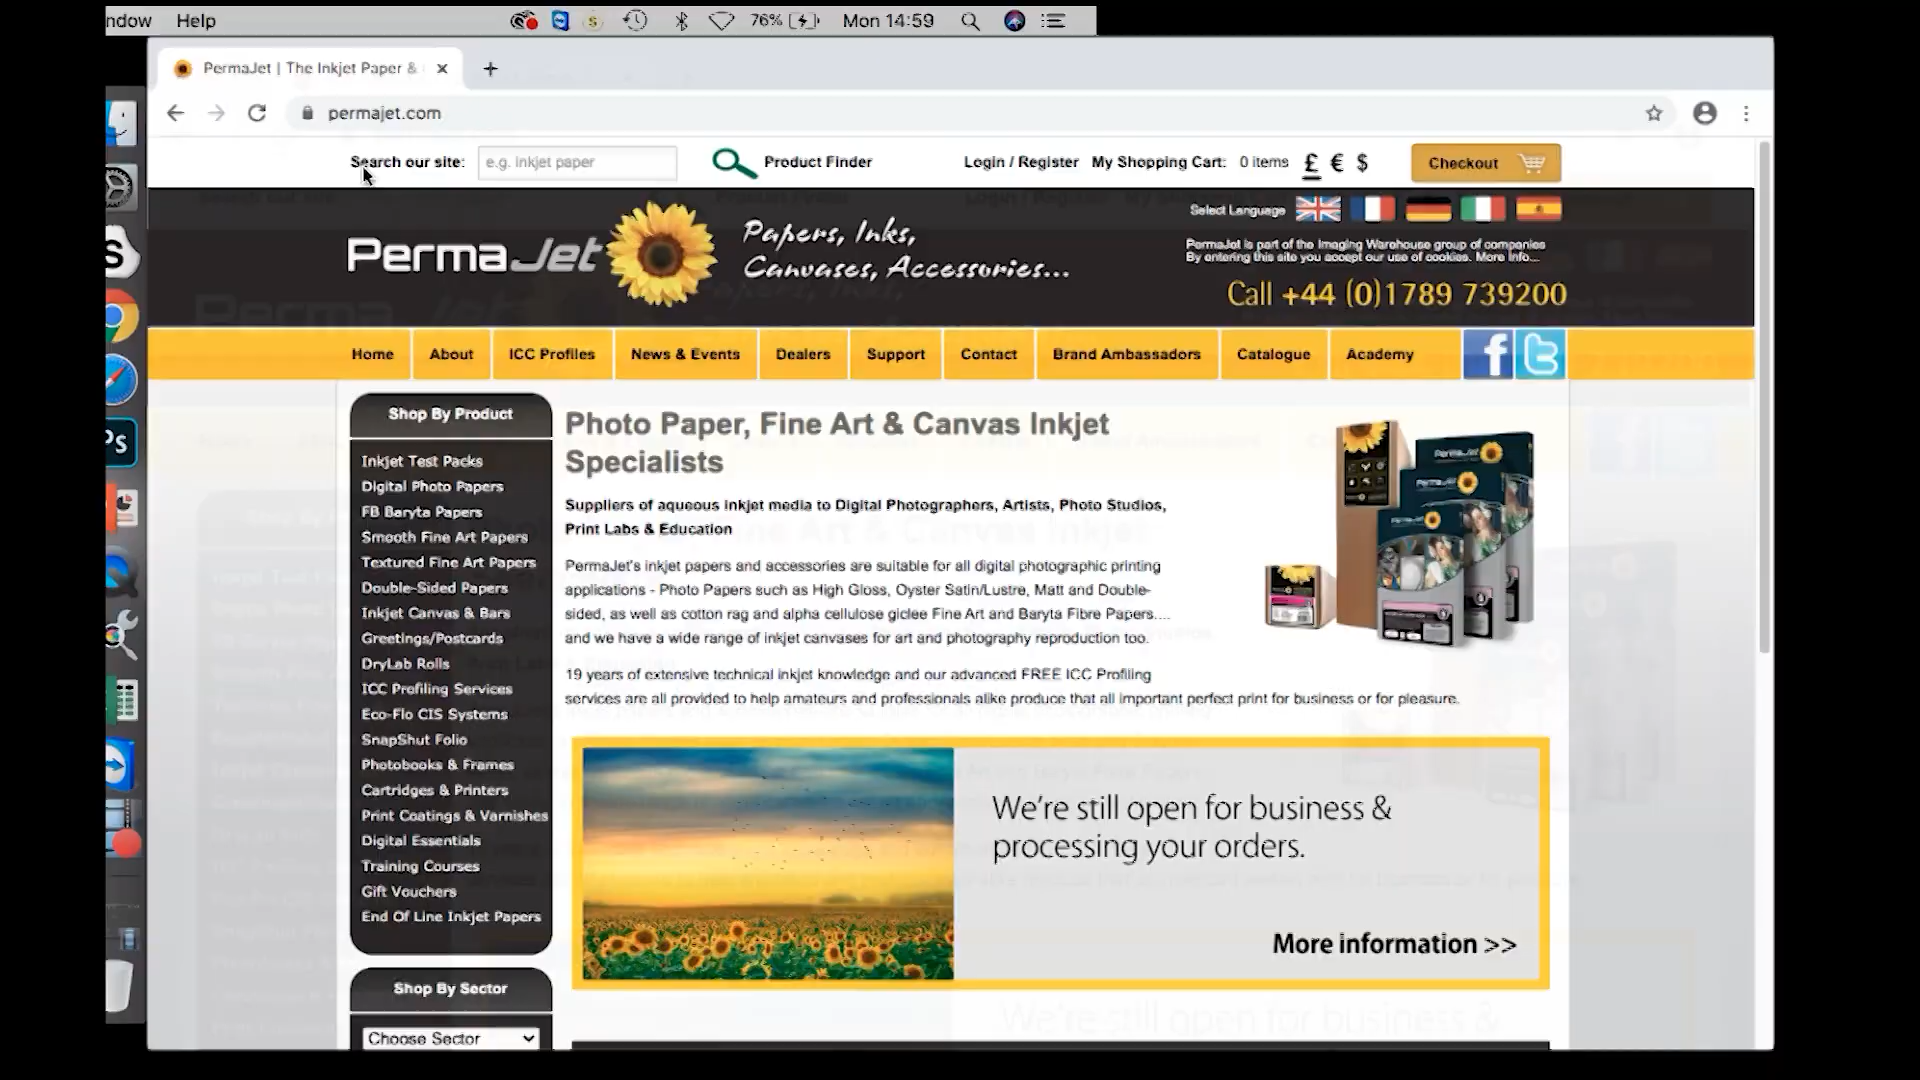 ndow Help 76% Mon 14:59
PermaJet | The Inkjet Paper &
permajet.com
Search our site: e.g. inkjet paper Product Finder Login / Register My Shopping Cart: 0 items £ € $ Checkout
Select Language
PermaJet Papers, Inks,
Canvases, Accessories...
PermaJet is part of the Imaging Warehouse group of companies
By entering this site you accept our use of cookies. More Info...
Call +44 (0)1789 739200
Home About ICC Profiles News & Events Dealers Support Contact Brand Ambassadors Catalogue Academy
Shop By Product
Inkjet Test Packs
Digital Photo Papers
FB Baryta Papers
Smooth Fine Art Papers
Textured Fine Art Papers
Double-Sided Papers
Inkjet Canvas & Bars
Greetings/Postcards
DryLab Rolls
ICC Profiling Services
Eco-Flo CIS Systems
SnapShut Folio
Photobooks & Frames
Cartridges & Printers
Print Coatings & Varnishes
Digital Essentials
Training Courses
Gift Vouchers
End Of Line Inkjet Papers
Shop By Sector
Choose Sector
Photo Paper, Fine Art & Canvas Inkjet
Specialists
Suppliers of aqueous inkjet media to Digital Photographers, Artists, Photo Studios,
Print Labs & Education
PermaJet's inkjet papers and accessories are suitable for all digital photographic printing
applications - Photo Papers such as High Gloss, Oyster Satin/Lustre, Matt and Double-
sided, as well as cotton rag and alpha cellulose giclee Fine Art and Baryta Fibre Papers....
and we have a wide range of inkjet canvases for art and photography reproduction too.
19 years of extensive technical inkjet knowledge and our advanced FREE ICC Profiling
services are all provided to help amateurs and professionals alike produce that all important perfect print for business or for pleasure.
We're still open for business &
processing your orders.
More information >>